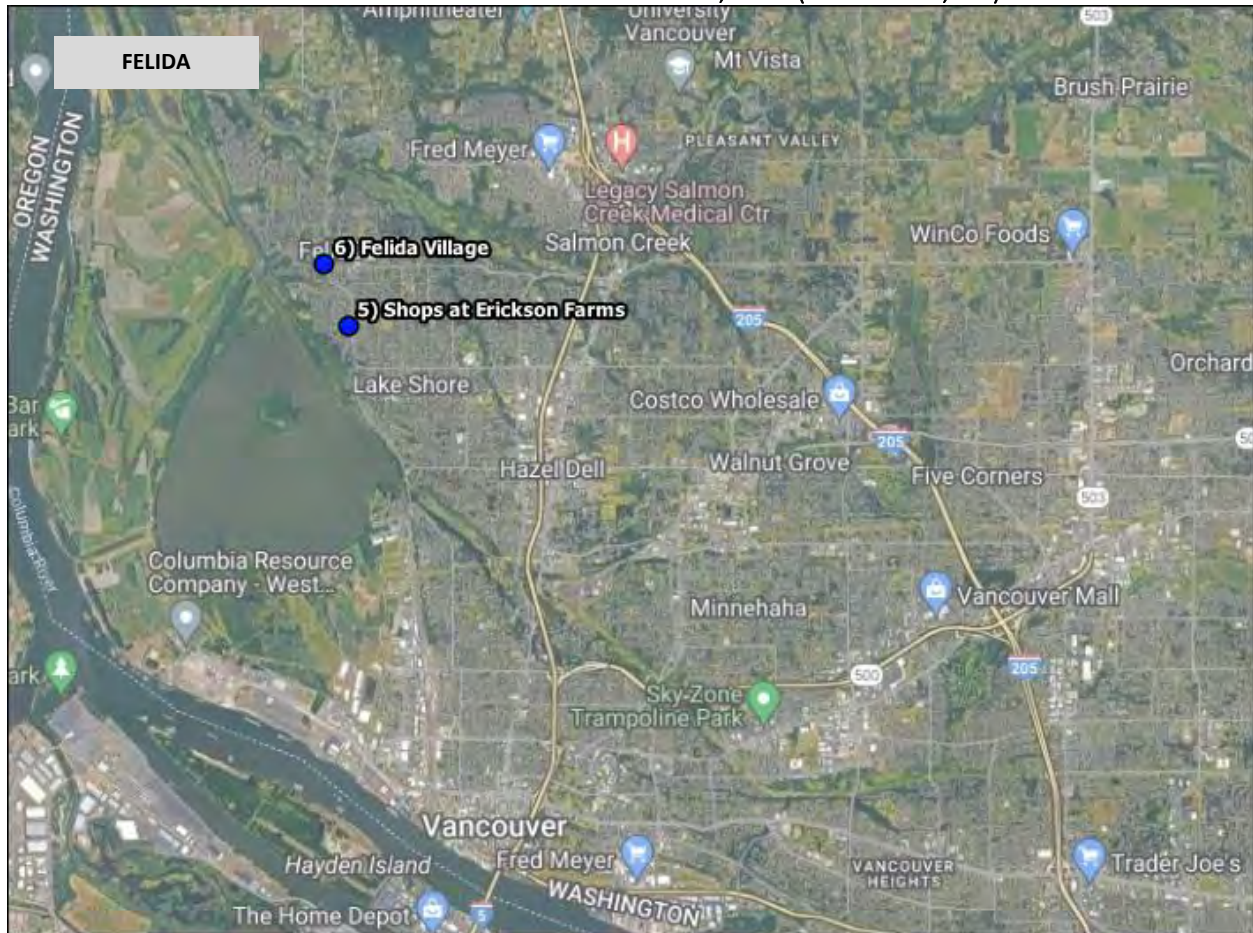 Amphitheater
University
Vancouver
503
FELIDA
Mt Vista
Brush Prairie
OREGON
WASHINGTON
Fred Meyer
H
PLEASANT VALLEY
Legacy Salmon
Creek Medical Ctr
WinCo Foods
Salmon Creek
6) Felida Village
5) Shops at Erickson Farms
205
Orchard
Lake Shore
Costco Wholesale
205
Hazel Dell
Walnut Grove
Five Corners
503
Columbia River
Columbia Resource
Company - West...
Minnehaha
Vancouver Mall
500
205
Sky Zone
Trampoline Park
Vancouver
Hayden Island
Fred Meyer
VANCOUVER
HEIGHTS
Trader Joe's
WASHINGTON
The Home Depot
5